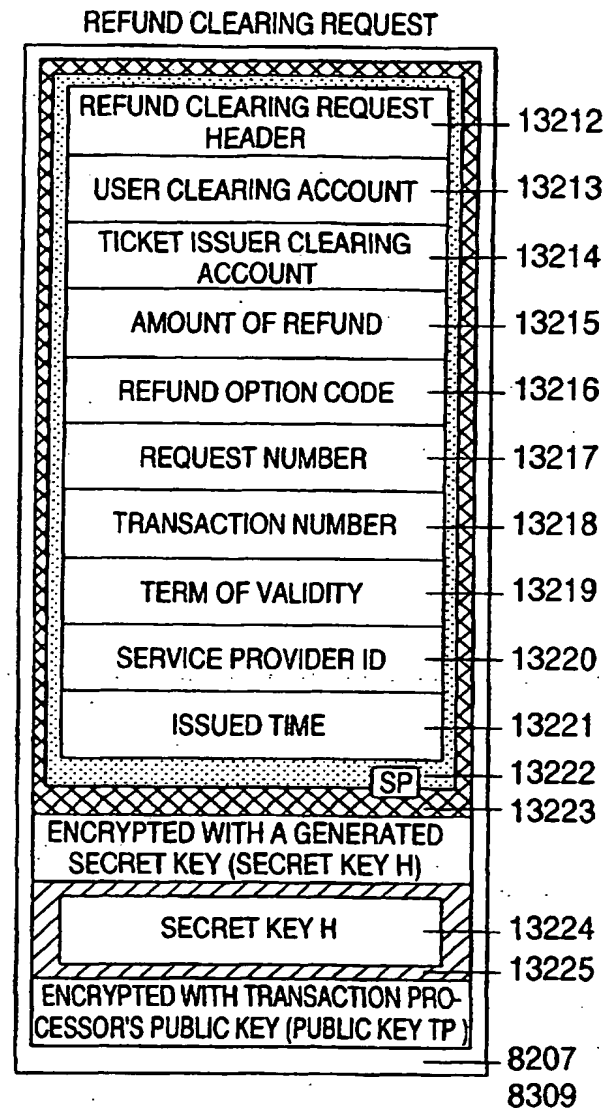 REFUND CLEARING REQUEST
REFUND CLEARING REQUEST
HEADER
13212
USER CLEARING ACCOUNT
13213
TICKET ISSUER CLEARING
ACCOUNT
13214
AMOUNT OF REFUND
13215
REFUND OPTION CODE
13216
REQUEST NUMBER
13217
TRANSACTION NUMBER
13218
TERM OF VALIDITY
13219
SERVICE PROVIDER ID
13220
ISSUED TIME
13221
SP
13222
13223
ENCRYPTED WITH A GENERATED
SECRET KEY (SECRET KEY H)
SECRET KEY H
13224
13225
ENCRYPTED WITH TRANSACTION PRO-
CESSOR'S PUBLIC KEY (PUBLIC KEY TP )
8207
8309